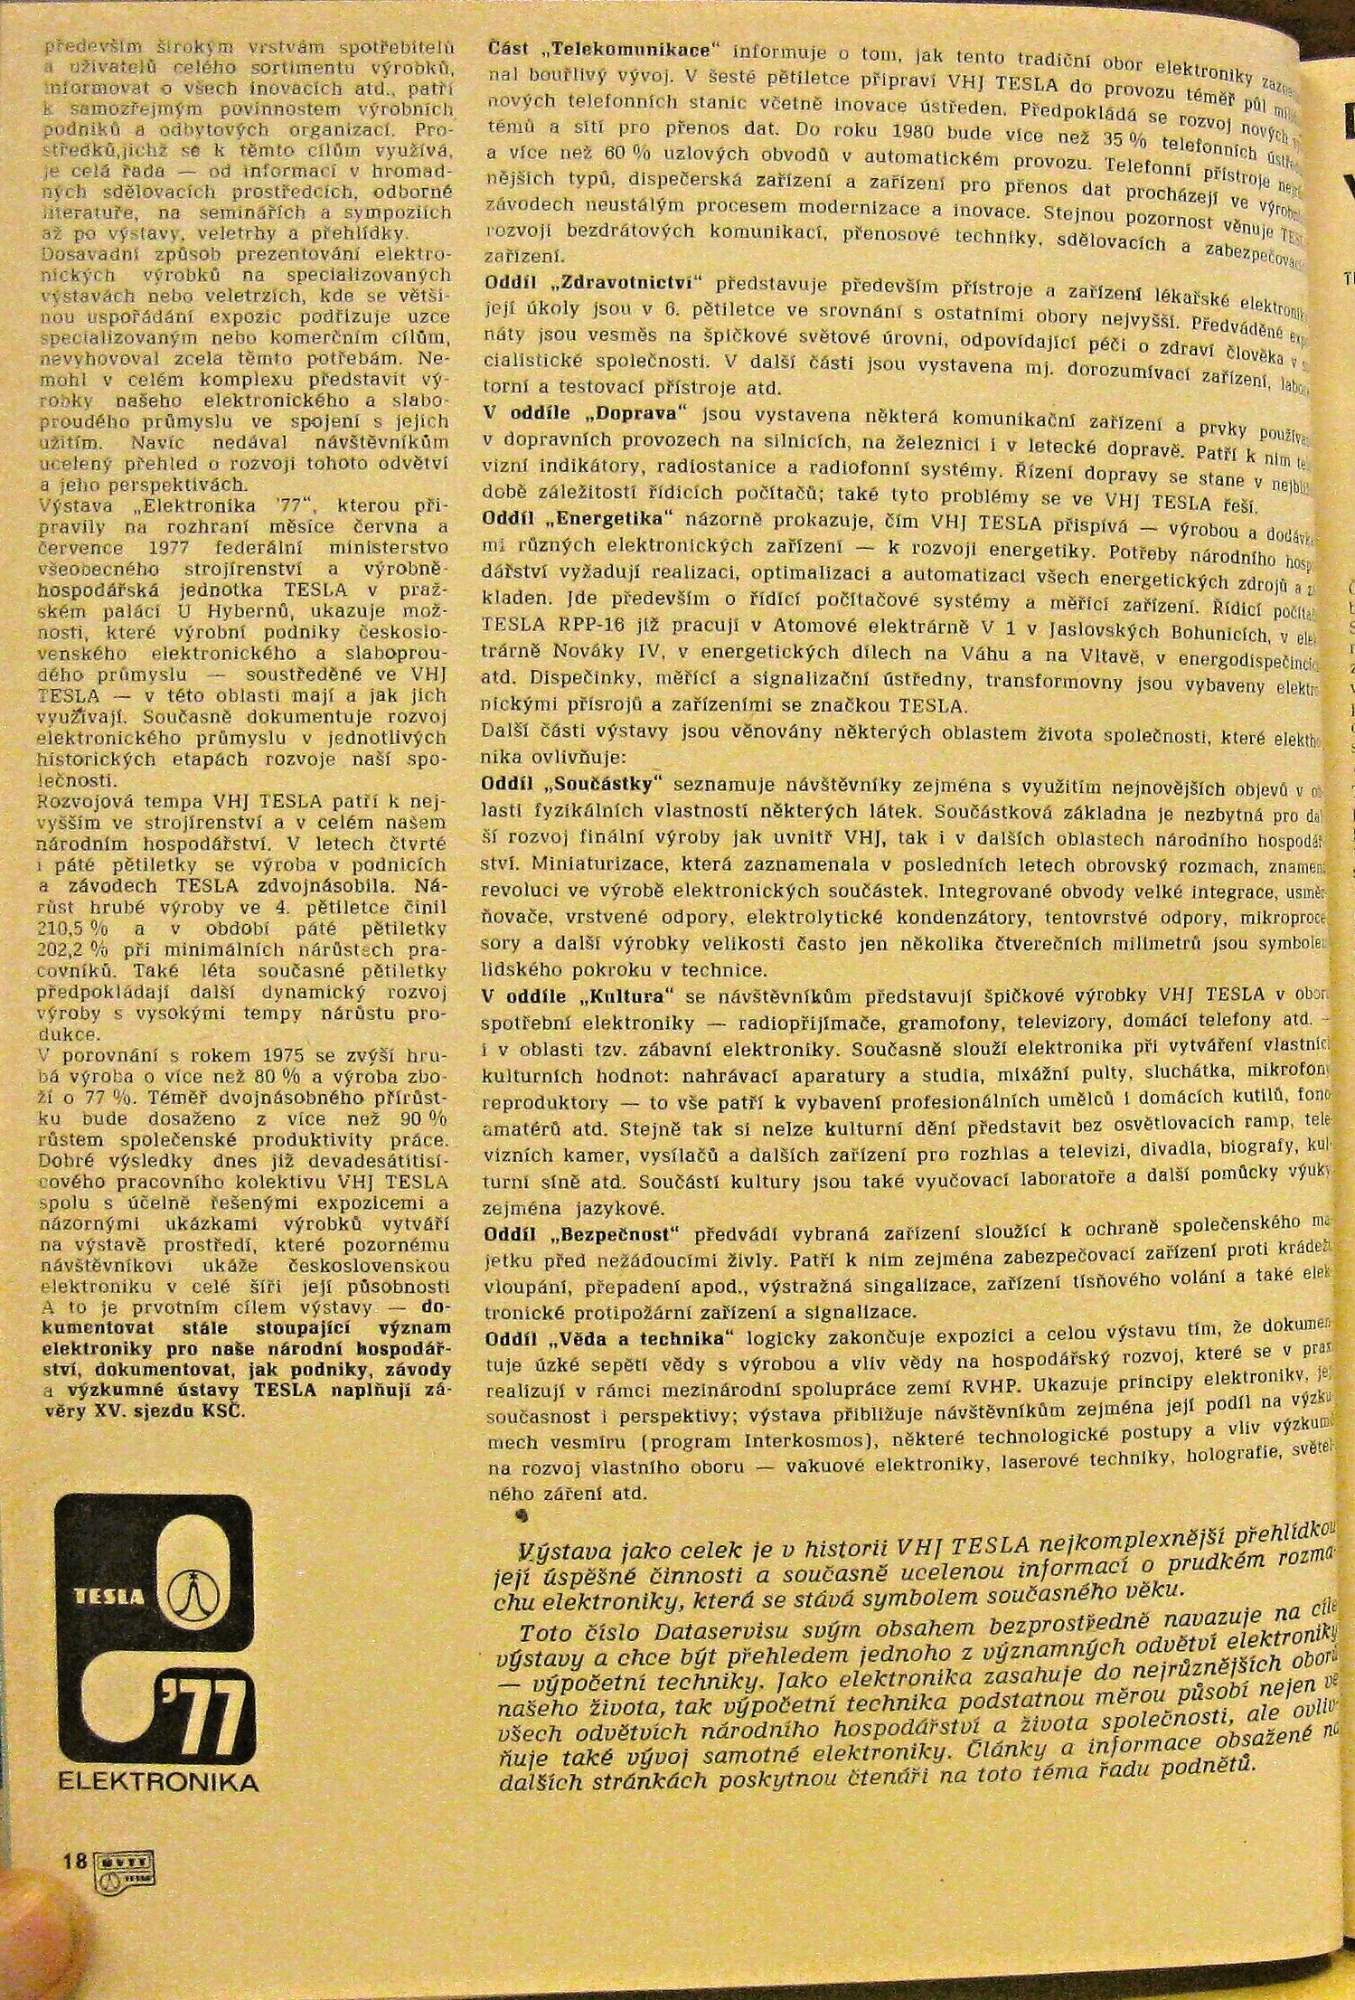 především širokým vrstvám spotřebitelů
a uživatelů celého sortimentu výrobků,
informovat o všech inovacích atd., patří
k samozřejmým povinnostem výrobních
podniků a odbytových organizací. Pro-
středků,jichž se k těmto cílům využívá,
je celá řada — od informací v hromad-
ných sdělovacích prostředcích, odborné
literatuře, na seminářích a sympoziích
až po výstavy, veletrhy a přehlídky.
Dosavadní způsob prezentování elektro-
nických výrobků na specializovaných
výstavách nebo veletrzích, kde se větši-
nou uspořádání expozic podřizuje uzce
specializovaným nebo komerčním cílům,
nevyhovoval zcela těmto potřebám. Ne-
mohl v celém komplexu představit vý-
robky našeho elektronického a slabo-
proudého průmyslu ve spojení s jejich
užitím. Navíc nedával návštěvníkům
ucelený přehled o rozvoji tohoto odvětví
a jeho perspektivách.
Výstava „Elektronika '77“, kterou při-
pravily na rozhraní měsíce června a
července 1977 federální ministerstvo
všeobecného strojírenství a výrobně-
hospodářská jednotka TESLA v praž-
ském paláci U Hybernů, ukazuje mož-
nosti, které výrobní podniky českoslo-
venského elektronického a slaboprou-
dého průmyslu — soustředěné ve VHJ
TESLA — v této oblasti mají a jak jich
využívají. Současně dokumentuje rozvoj
elektronického průmyslu v jednotlivých
historických etapách rozvoje naší spo-
lečnosti.
Rozvojová tempa VHJ TESLA patří k nej-
vyšším ve strojírenství a v celém našem
národním hospodářství. V letech čtvrté
i páté pětiletky se výroba v podnicích
a závodech TESLA zdvojnásobila. Ná-
růst hrubé výroby ve 4. pětiletce činil
210,5 % a v období páté pětiletky
202,2 % při minimálních nárůstech pra-
covníků. Také léta současné pětiletky
předpokládají další dynamický rozvoj
výroby s vysokými tempy nárůstu pro-
dukce.
V porovnání s rokem 1975 se zvýší hru-
bá výroba o více než 80 % a výroba zbo-
ží o 77 %. Téměř dvojnásobného přírůst-
ku bude dosaženo z více než 90 %
růstem společenské produktivity práce.
Dobré výsledky dnes již devadesátitisí-
cového pracovního kolektivu VHJ TESLA
spolu s účelně řešenými expozicemi a
názornými ukázkami výrobků vytváří
na výstavě prostředí, které pozornému
návštěvníkovi ukáže československou
elektroniku v celé šíři její působnosti
A to je prvotním cílem výstavy — do-
kumentovat stále stoupající význam
elektroniky pro naše národní hospodář-
ství, dokumentovat, jak podniky, závody
a výzkumné ústavy TESLA naplňují zá-
věry XV. sjezdu KSČ.
TESLA
'77
ELEKTRONIKA
18
TESLA
Část „Telekomunikace“ informuje o tom, jak tento tradiční obor elektroniky
nal bouřlivý vývoj. V šesté pětiletce připraví VHJ TESLA do provozu téměř půl
nových telefonních stanic včetně inovace ústředen. Předpokládá se rozvoj nových
témů a sítí pro přenos dat. Do roku 1980 bude více než 35 % telefonních
a více než 60 % uzlových obvodů v automatickém provozu. Telefonní přístroje
nějších typů, dispečerská zařízení a zařízení pro přenos dat procházejí ve
závodech neustálým procesem modernizace a inovace. Stejnou pozornost věnuje
rozvoji bezdrátových komunikací, přenosové techniky, sdělovacích a
zařízení.
Oddíl „Zdravotnictví“ představuje především přístroje a zařízení lékařské
její úkoly jsou v 6. pětiletce ve srovnání s ostatními obory nejvyšší. Předváděné
náty jsou vesměs na špičkové světové úrovni, odpovídající péči o zdraví člověka v
cialistické společnosti. V další části jsou vystavena mj. dorozumívací zařízení,
torní a testovací přístroje atd.
V oddíle „Doprava“ jsou vystavena některá komunikační zařízení a prvky
v dopravních provozech na silnicích, na železnici i v letecké dopravě. Patří k nim
vizní indikátory, radiostanice a radiofonní systémy. Řízení dopravy se stane v
době záležitostí řídicích počítačů; také tyto problémy se ve VHJ TESLA řeší.
Oddíl „Energetika“ názorně prokazuje, čím VHJ TESLA přispívá — výrobou a
mi různých elektronických zařízení — k rozvoji energetiky. Potřeby národního
dářství vyžadují realizaci, optimalizaci a automatizaci všech energetických zdrojů a
kladen. Jde především o řídicí počítačové systémy a měřicí zařízení. Řídicí
TESLA RPP-16 již pracují v Atomové elektrárně V 1 v Jaslovských Bohunicích, v
trárně Nováky IV, v energetických dílech na Váhu a na Vltavě, v
atd. Dispečinky, měřicí a signalizační ústředny, transformovny jsou vybaveny
nickými přísrojů a zařízeními se značkou TESLA.
Další části výstavy jsou věnovány některých oblastem života společnosti, které
nika ovlivňuje:
Oddíl „Součástky“ seznamuje návštěvníky zejména s využitím nejnovějších objevů v
lasti fyzikálních vlastností některých látek. Součástková základna je nezbytná pro
ší rozvoj finální výroby jak uvnitř VHJ, tak i v dalších oblastech národního hospodář
ství. Miniaturizace, která zaznamenala v posledních letech obrovský rozmach,
revoluci ve výrobě elektronických součástek. Integrované obvody velké integrace, usměr
ňovače, vrstvené odpory, elektrolytické kondenzátory, tentovrstvé odpory, mikroproce
sory a další výrobky velikosti často jen několika čtverečních milimetrů jsou
lidského pokroku v technice.
V oddíle „Kultura“ se návštěvníkům představují špičkové výrobky VHJ TESLA v
spotřební elektroniky — radiopřijímače, gramofony, televizory, domácí telefony atd. –
i v oblasti tzv. zábavní elektroniky. Současně slouží elektronika při vytváření
kulturních hodnot: nahrávací aparatury a studia, mixážní pulty, sluchátka, mikrofony
reproduktory — to vše patří k vybavení profesionálních umělců i domácích kutilů, fono
amatérů atd. Stejně tak si nelze kulturní dění představit bez osvětlovacích ramp, tele
vizních kamer, vysílačů a dalších zařízení pro rozhlas a televizi, divadla, biografy, kul-
turní síně atd. Součástí kultury jsou také vyučovací laboratoře a další pomůcky výuky
zejména jazykové.
Oddíl „Bezpečnost“ předvádí vybraná zařízení sloužící k ochraně společenského ma-
jetku před nežádoucími živly. Patří k nim zejména zabezpečovací zařízení proti
vloupání, přepadení apod., výstražná singalizace, zařízení tísňového volání a také elek
tronické protipožární zařízení a signalizace.
Oddíl „Věda a technika“ logicky zakončuje expozici a celou výstavu tím, že dokumen
tuje úzké sepětí vědy s výrobou a vliv vědy na hospodářský rozvoj, které se v
realizují v rámci mezinárodní spolupráce zemí RVHP. Ukazuje principy elektroniky,
současnost i perspektivy; výstava přibližuje návštěvníkům zejména její podíl na výzku
mech vesmíru (program Interkosmos), některé technologické postupy a vliv výzkumu
na rozvoj vlastního oboru — vakuové elektroniky, laserové techniky, holografie, světel-
ného záření atd.
Výstava jako celek je v historii VHJ TESLA nejkomplexnější přehlídkou
její úspěšné činnosti a současně ucelenou informací o prudkém rozma-
chu elektroniky, která se stává symbolem současného věku.
Toto číslo Dataservisu svým obsahem bezprostředně navazuje na cíle
výstavy a chce být přehledem jednoho z významných odvětví elektroniky
— výpočetní techniky. Jako elektronika zasahuje do nejrůznějších oborů
našeho života, tak výpočetní technika podstatnou měrou působí nejen ve
všech odvětvích národního hospodářství a života společnosti, ale ovliv-
ňuje také vývoj samotné elektroniky. Články a informace obsažené na
dalších stránkách poskytnou čtenáři na toto téma řadu podnětů.